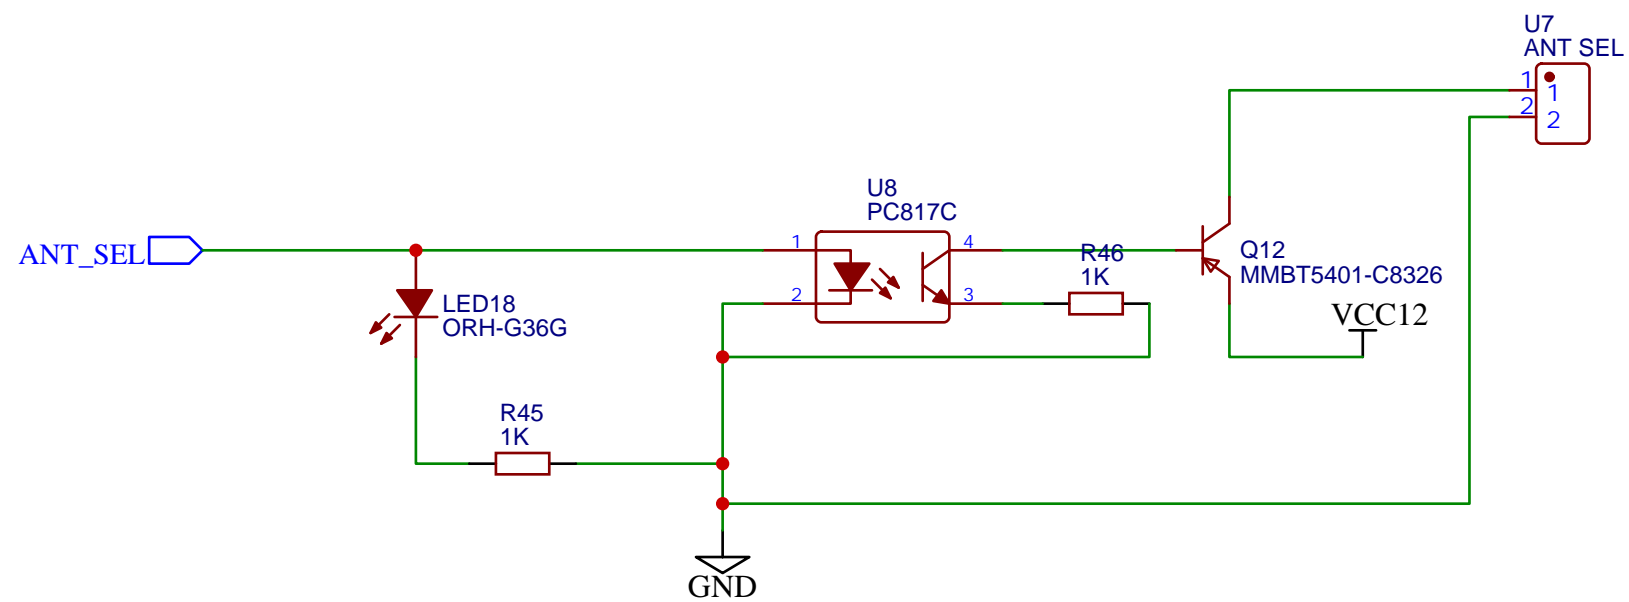 U7
ANT SEL
1
1
2
2
U8
PC817C
ANT_SEL
1
4
R46
1K
Q12
MMBT5401-C8326
2
3
LED18
ORH-G36G
VCC12
R45
1K
GND